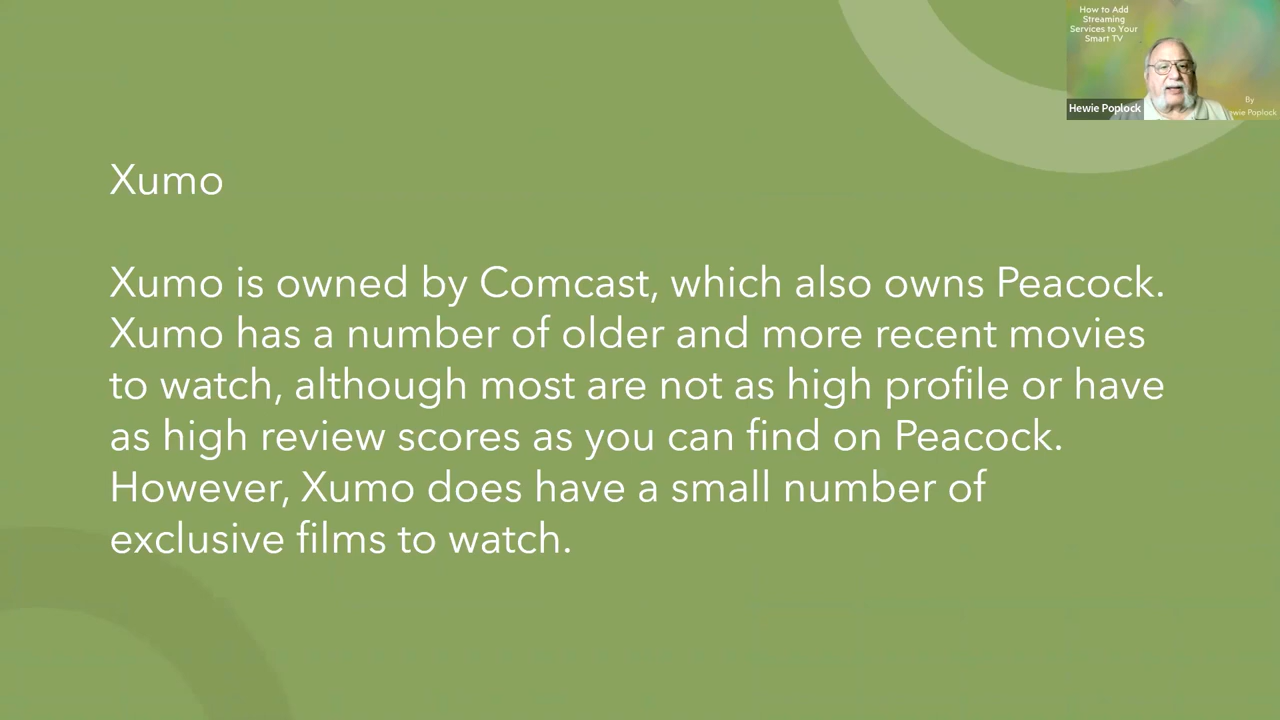 How to Add
Streaming
Services to Your
Smart TV
Hewie Poplock
By
ewie Poplock
Xumo
Xumo is owned by Comcast, which also owns Peacock.
Xumo has a number of older and more recent movies
to watch, although most are not as high profile or have
as high review scores as you can find on Peacock.
However, Xumo does have a small number of
exclusive films to watch.